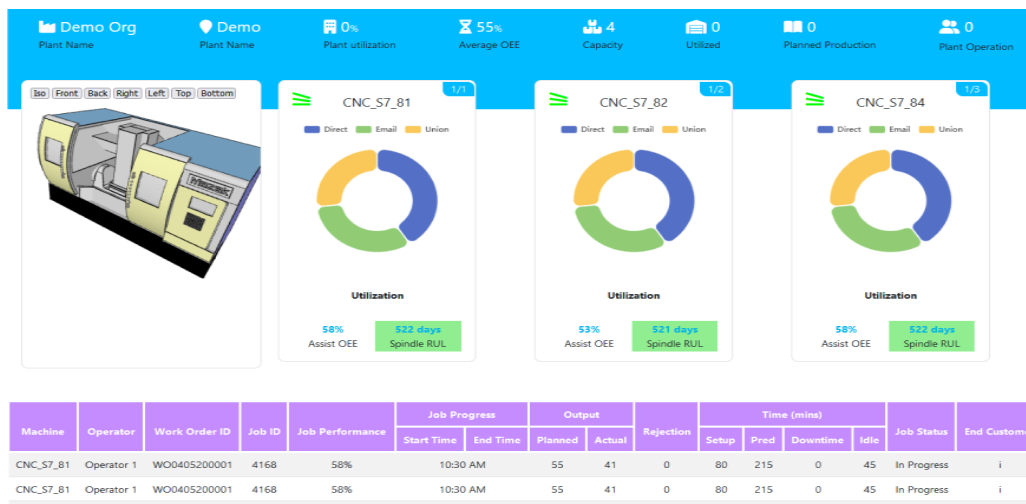 Demo Org Demo 0% 55% 4 0 0 0
Plant Name Plant Name Plant utilization Average OEE Capacity Utilized Planned Production Plant Operation
Iso Front Back Right Left Top Bottom
Mazak
1/1
CNC_S7_81
Direct Email Union
Utilization
58% 522 days
Assist OEE Spindle RUL
1/2
CNC_S7_82
Direct Email Union
Utilization
53% 521 days
Assist OEE Spindle RUL
1/3
CNC_S7_84
Direct Email Union
Utilization
58% 522 days
Assist OEE Spindle RUL
Job Progress Output Time (mins)
Machine Operator Work Order ID Job ID Job Performance Rejection Job Status End Custome
Start Time End Time Planned Actual Setup Pred Downtime Idle
CNC_S7_81 Operator 1 WO0405200001 4168 58% 10:30 AM 55 41 0 80 215 0 45 In Progress i
CNC_S7_81 Operator 1 WO0405200001 4168 58% 10:30 AM 55 41 0 80 215 0 45 In Progress i